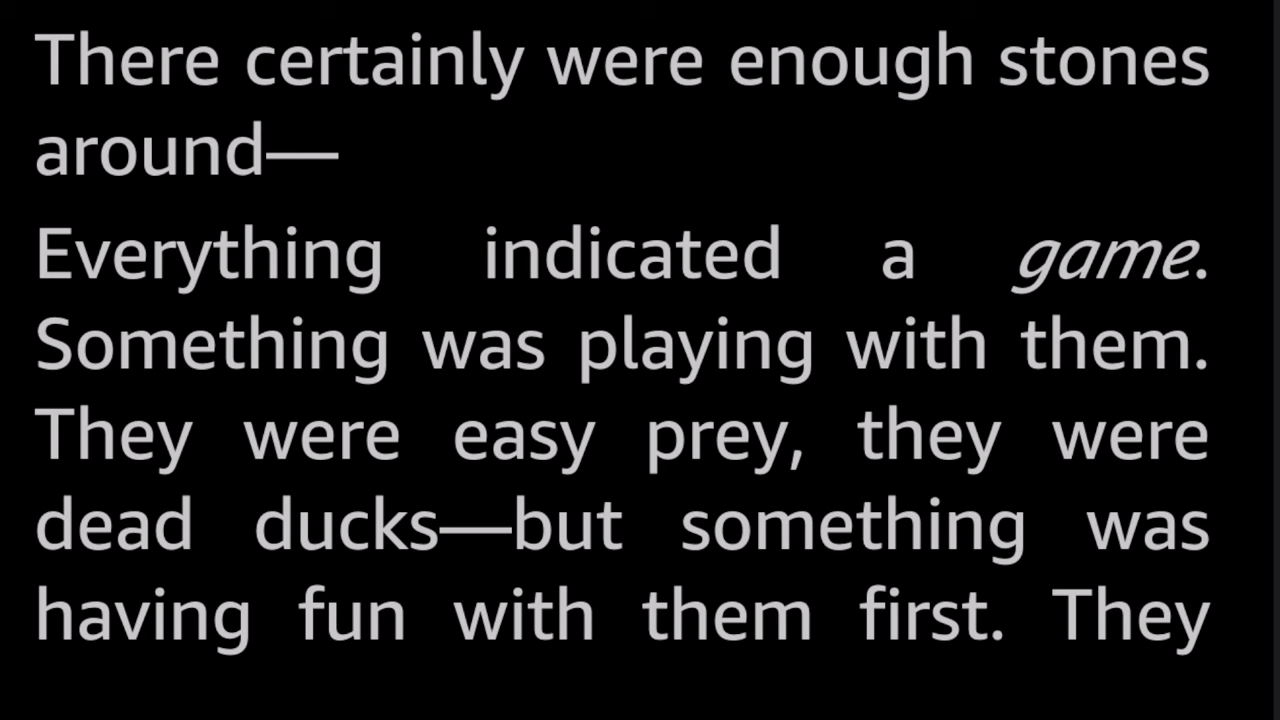 There certainly were enough stones
around—
Everything indicated a game.
Something was playing with them.
They were easy prey, they were
dead ducks—but something was
having fun with them first. They